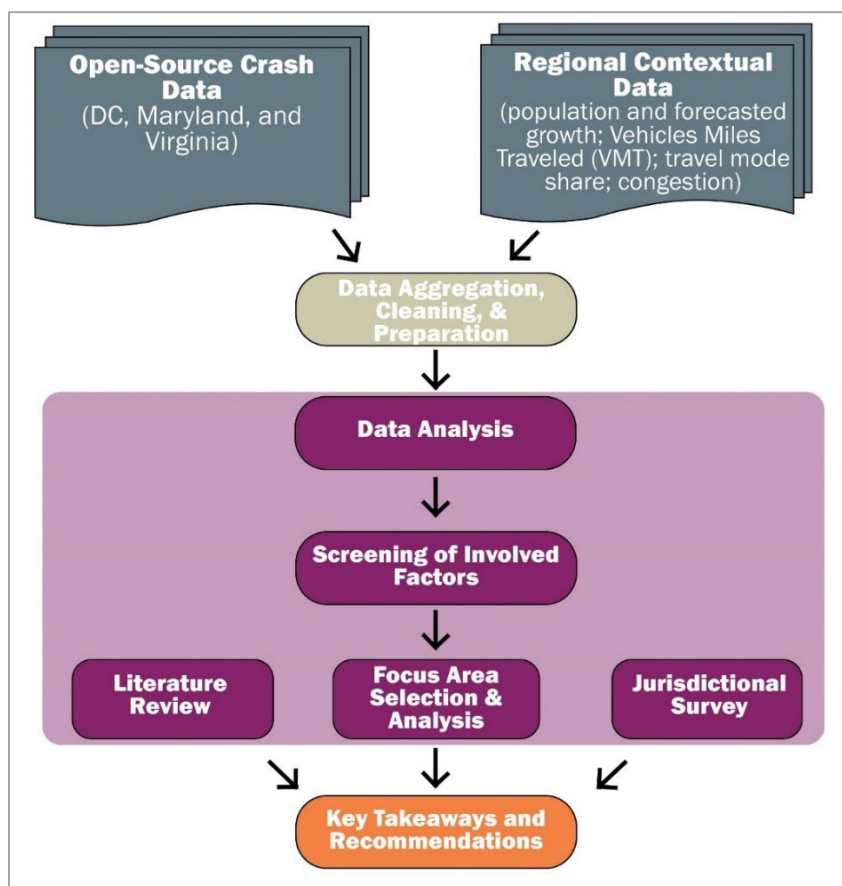 Open-Source Crash
Data
(DC, Maryland, and
Virginia)
Regional Contextual
Data
(population and forecasted
growth; Vehicles Miles
Traveled (VMT); travel mode
share; congestion)
Data Aggregation,
Cleaning, &
Preparation
Data Analysis
Screening of Involved
Factors
Literature
Review
Focus Area
Selection &
Analysis
Jurisdictional
Survey
Key Takeaways and
Recommendations